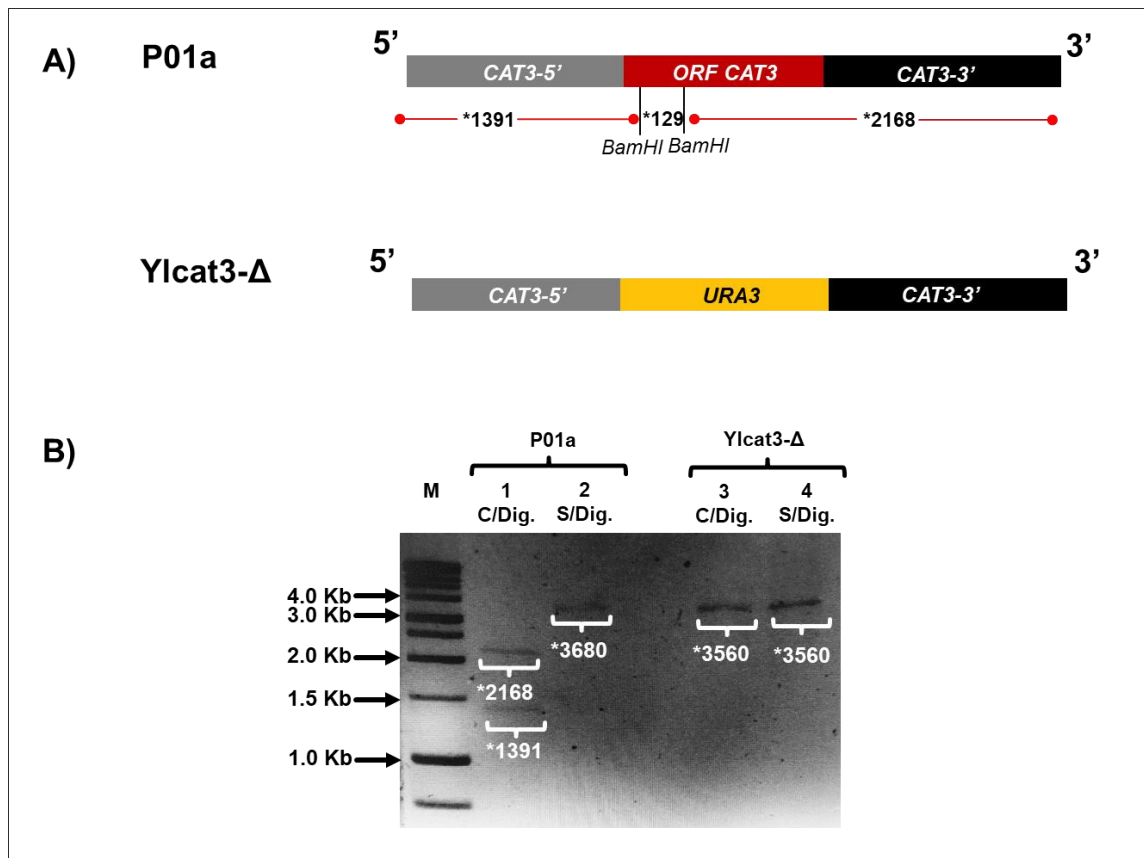 A)
P01a
5’
3’
CAT3-5’ ORF CAT3 CAT3-3’
*1391 *129 *2168
BamHI BamHI
Ylcat3-Δ
5’
3’
CAT3-5’ URA3 CAT3-3’
B)
P01a Ylcat3-Δ
M 1 2 3 4
C/Dig. S/Dig. C/Dig. S/Dig.
4.0 Kb
3.0 Kb
2.0 Kb
1.5 Kb
1.0 Kb
*3680 *3560 *3560
*2168
*1391